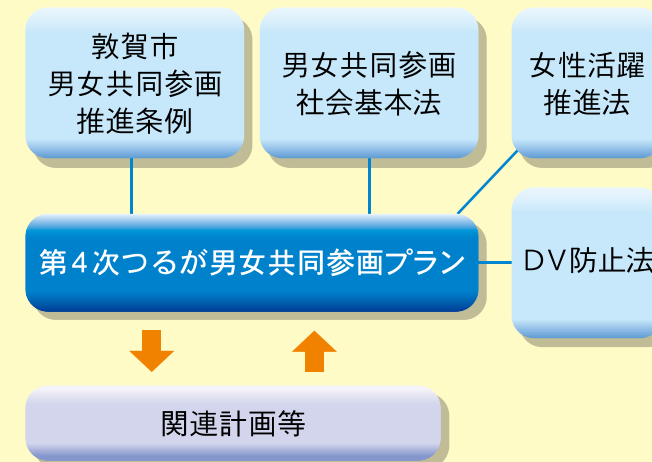 敦賀市
男女共同参画
推進条例
男女共同参画
社会基本法
女性活躍
推進法
第4次つるが男女共同参画プラン
DV防止法
関連計画等